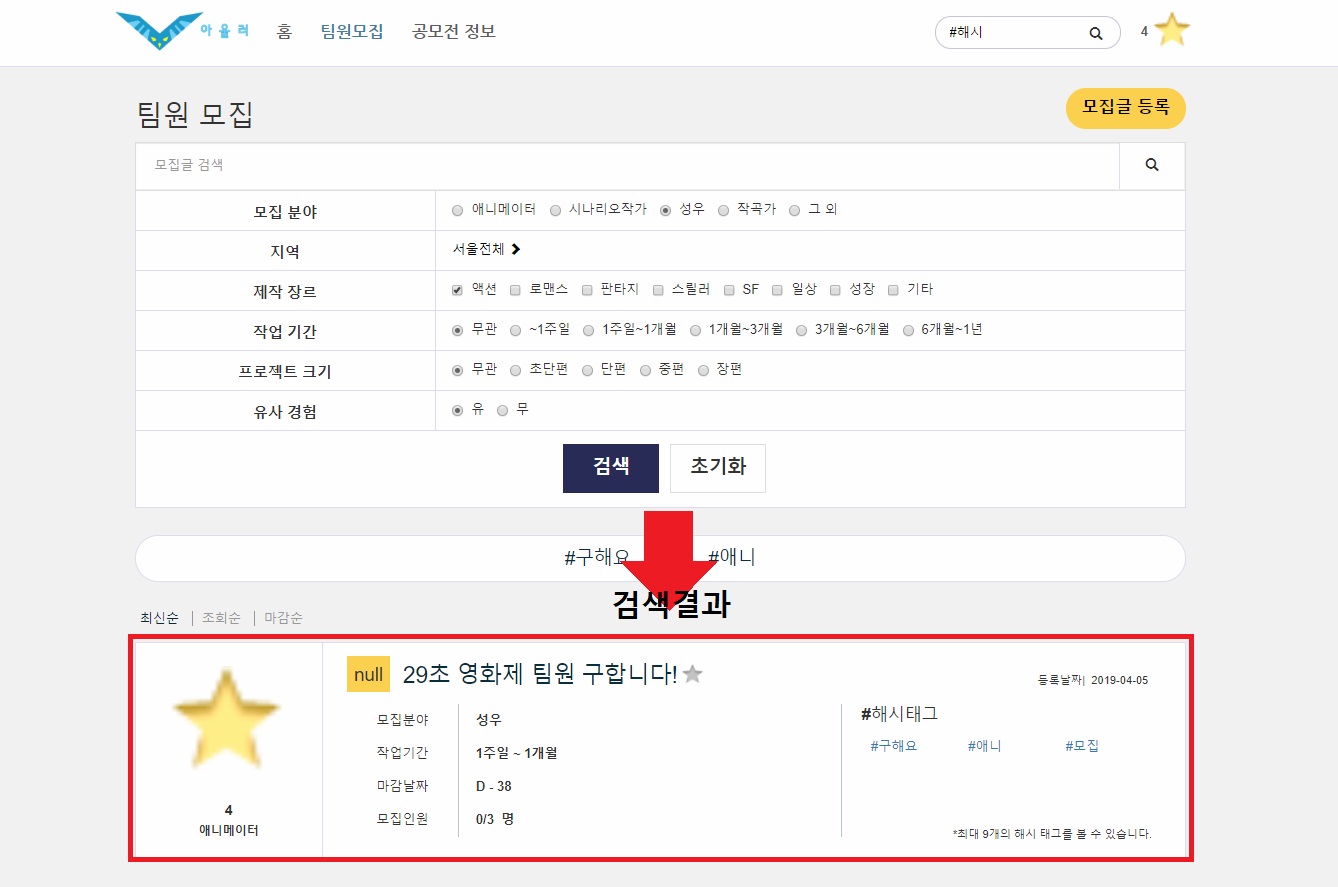 아울러 홈 팀원모집 공모전 정보 #해시 4
팀원 모집 모집글 등록
모집글 검색
모집 분야 애니메이터 시나리오작가 성우 작곡가 그 외
지역 서울전체
제작 장르 액션 로맨스 판타지 스릴러 SF 일상 성장 기타
작업 기간 무관 ~1주일 1주일~1개월 1개월~3개월 3개월~6개월 6개월~1년
프로젝트 크기 무관 초단편 단편 중편 장편
유사 경험 유 무
검색 초기화
#구해요 #애니
검색결과
최신순 | 조회순 | 마감순
null 29초 영화제 팀원 구합니다!
등록날짜| 2019-04-05
모집분야 성우
작업기간 1주일 ~ 1개월
마감날짜 D - 38
모집인원 0/3 명
#해시태그
#구해요 #애니 #모집
4
애니메이터
*최대 9개의 해시 태그를 볼 수 있습니다.